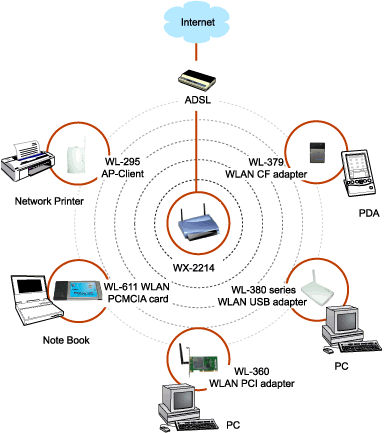 Internet
ADSL
WL-295
AP-Client
WL-379
WLAN CF adapter
Network Printer
PDA
WX-2214
WL-611 WLAN
PCMCIA card
WL-380 series
WLAN USB adapter
Note Book
PC
WL-360
WLAN PCI adapter
PC